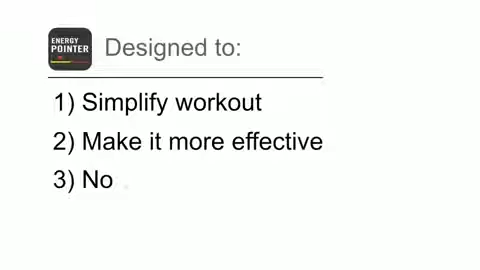 ENERGY
POINTER
Designed to:
1) Simplify workout
2) Make it more effective
3) No